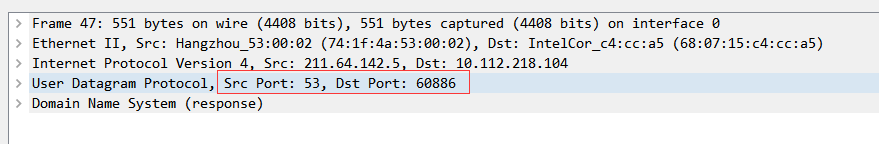 Frame 47: 551 bytes on wire (4408 bits), 551 bytes captured (4408 bits) on interface 0
Ethernet II, Src: Hangzhou_53:00:02 (74:1f:4a:53:00:02), Dst: IntelCor_c4:cc:a5 (68:07:15:c4:cc:a5)
Internet Protocol Version 4, Src: 211.64.142.5, Dst: 10.112.218.104
User Datagram Protocol, Src Port: 53, Dst Port: 60886
Domain Name System (response)